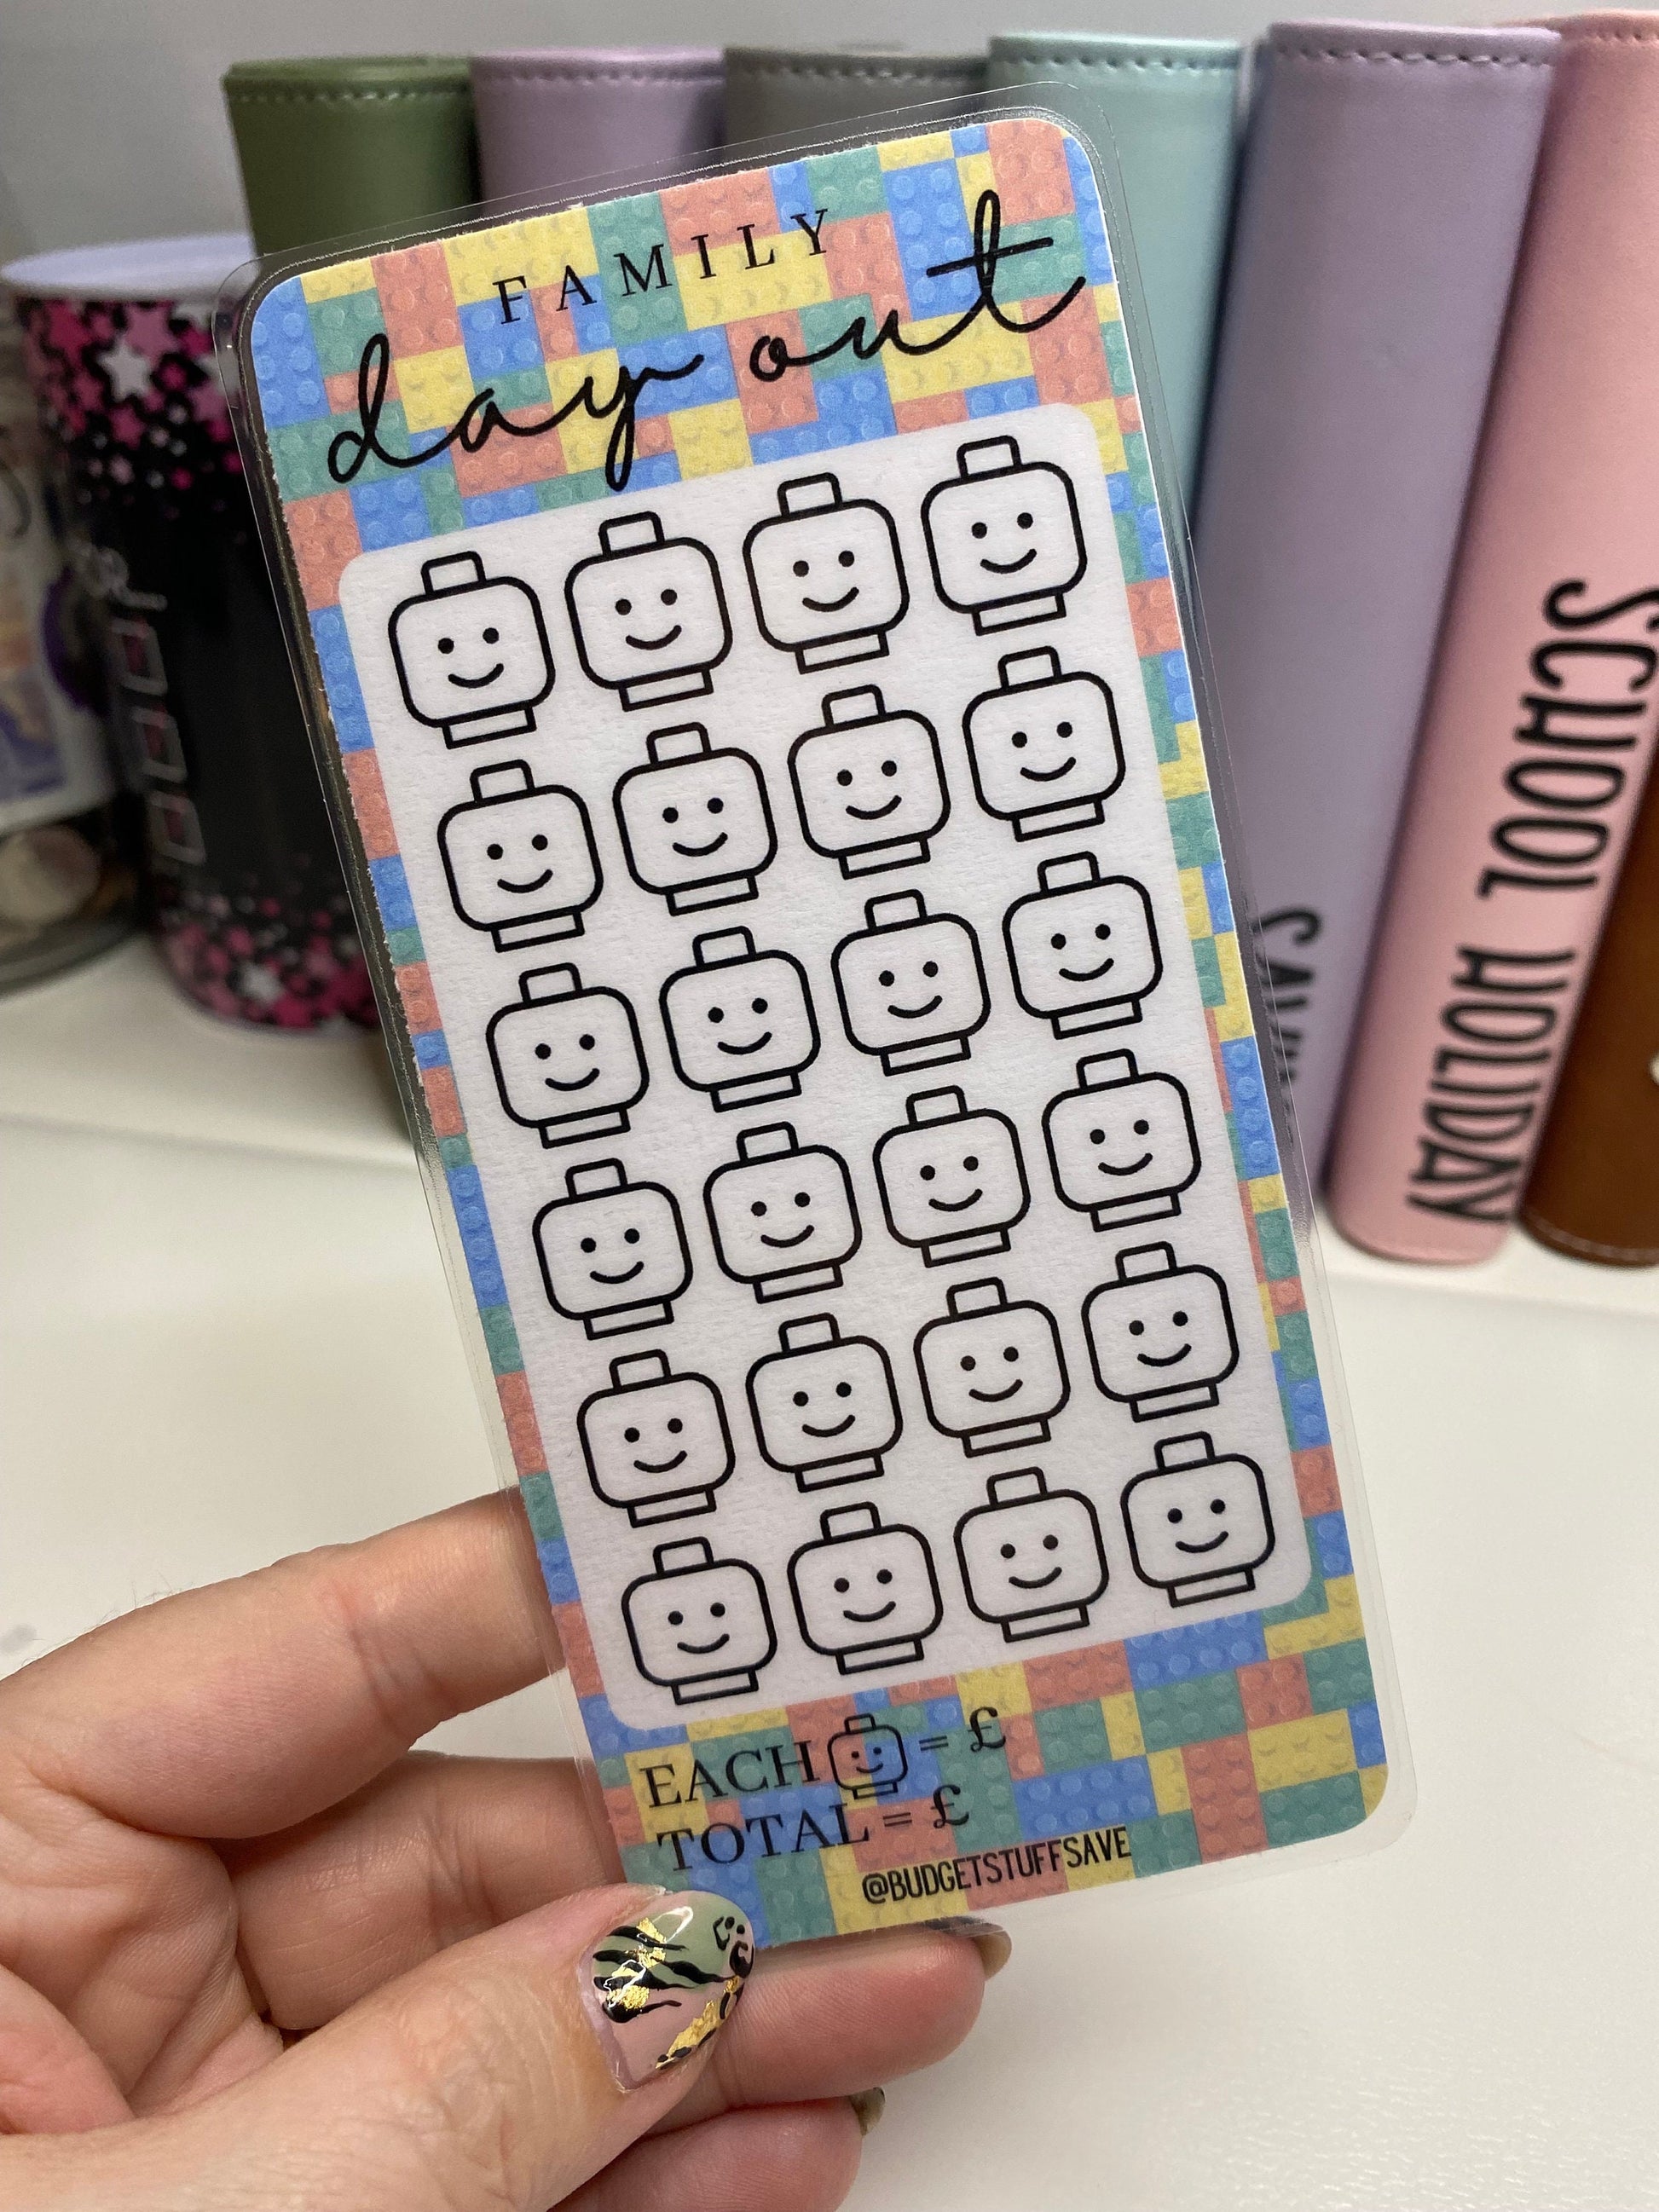 FAMILY
day out
EACH = £
TOTAL = £
@BUDGETSTUFFSAVE
SCHOOL HOLIDAY